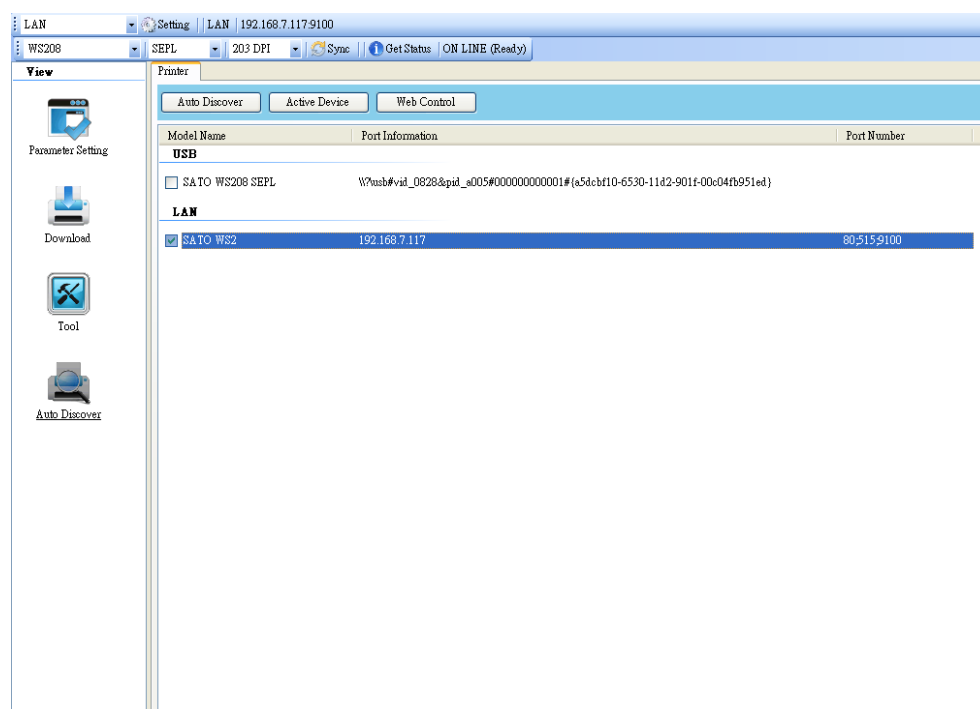 LAN Setting LAN 192.168.7.117:9100
WS208 SEPL 203 DPI Sync Get Status ON LINE (Ready)
View
Parameter Setting
Download
Tool
Auto Discover
Printer
Auto Discover Active Device Web Control
Model Name Port Information Port Number
USB
SATO WS208 SEPL \\?\usb#vid_0828&pid_a005#000000000001#{a5dcbf10-6530-11d2-901f-00c04fb951ed}
LAN
SATO WS2 192.168.7.117 80;515;9100